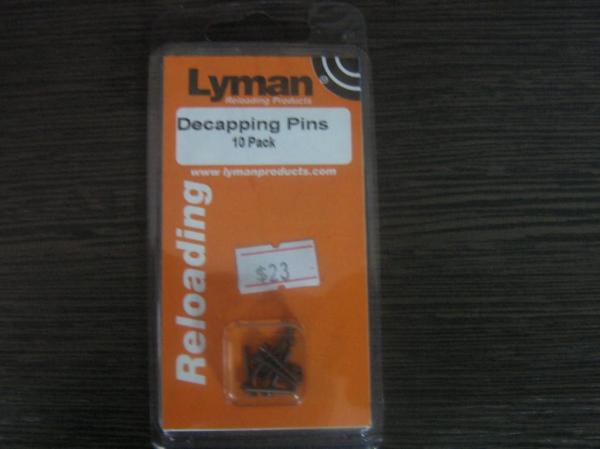 Lyman®
Reloading Products
Decapping Pins
10 Pack
www.lymanproducts.com
Reloading
$23